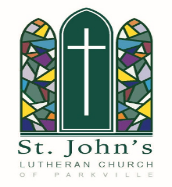 St. John's
LUTHERAN CHURCH
OF PARKVILLE